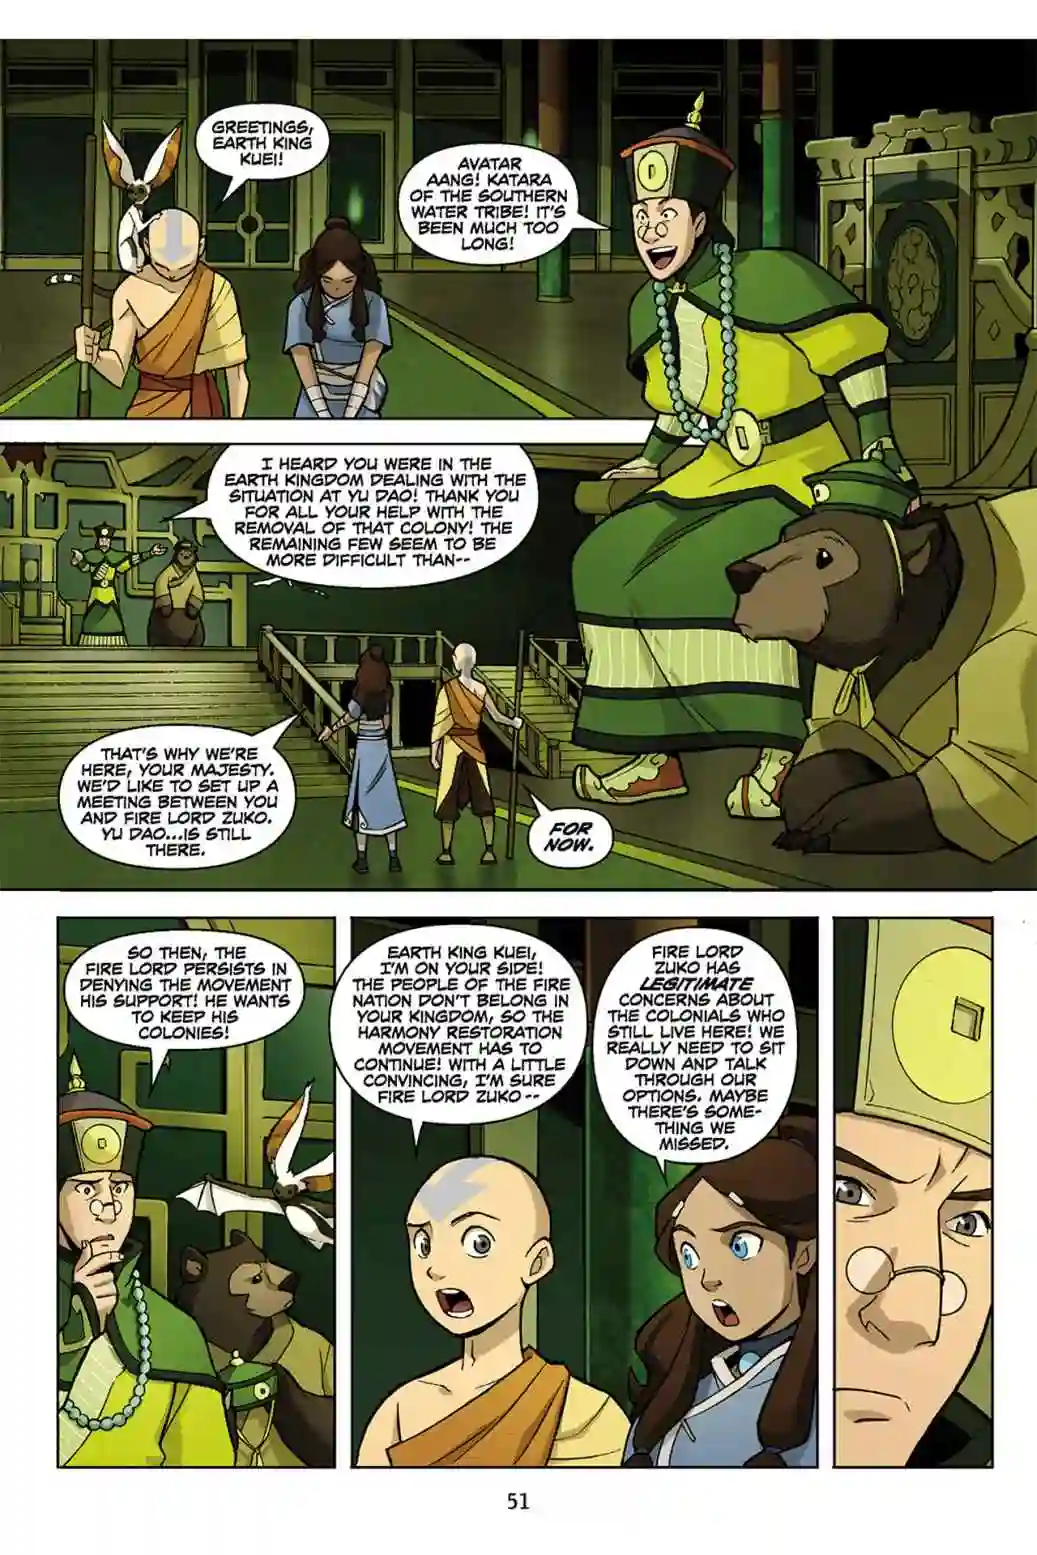 GREETINGS,
EARTH KING
KUEI!
AVATAR
AANG! KATARA
OF THE SOUTHERN
WATER TRIBE! IT'S
BEEN MUCH TOO
LONG!
I HEARD YOU WERE IN THE
EARTH KINGDOM DEALING WITH THE
SITUATION AT YU DAO! THANK YOU
FOR ALL YOUR HELP WITH THE
REMOVAL OF THAT COLONY! THE
REMAINING FEW SEEM TO BE
MORE DIFFICULT THAN--
THAT'S WHY WE'RE
HERE, YOUR MAJESTY.
WE'D LIKE TO SET UP A
MEETING BETWEEN YOU
AND FIRE LORD ZUKO.
YU DAO...IS STILL
THERE.
FOR
NOW.
SO THEN, THE
FIRE LORD PERSISTS IN
DENYING THE MOVEMENT
HIS SUPPORT! HE WANTS
TO KEEP HIS
COLONIES!
EARTH KING KUEI,
I'M ON YOUR SIDE!
THE PEOPLE OF THE FIRE
NATION DON'T BELONG IN
YOUR KINGDOM, SO THE
HARMONY RESTORATION
MOVEMENT HAS TO
CONTINUE! WITH A LITTLE
CONVINCING, I'M SURE
FIRE LORD ZUKO --
FIRE LORD
ZUKO HAS
LEGITIMATE
CONCERNS ABOUT
THE COLONIALS WHO
STILL LIVE HERE! WE
REALLY NEED TO SIT
DOWN AND TALK
THROUGH OUR
OPTIONS. MAYBE
THERE'S SOME-
THING WE
MISSED.
51